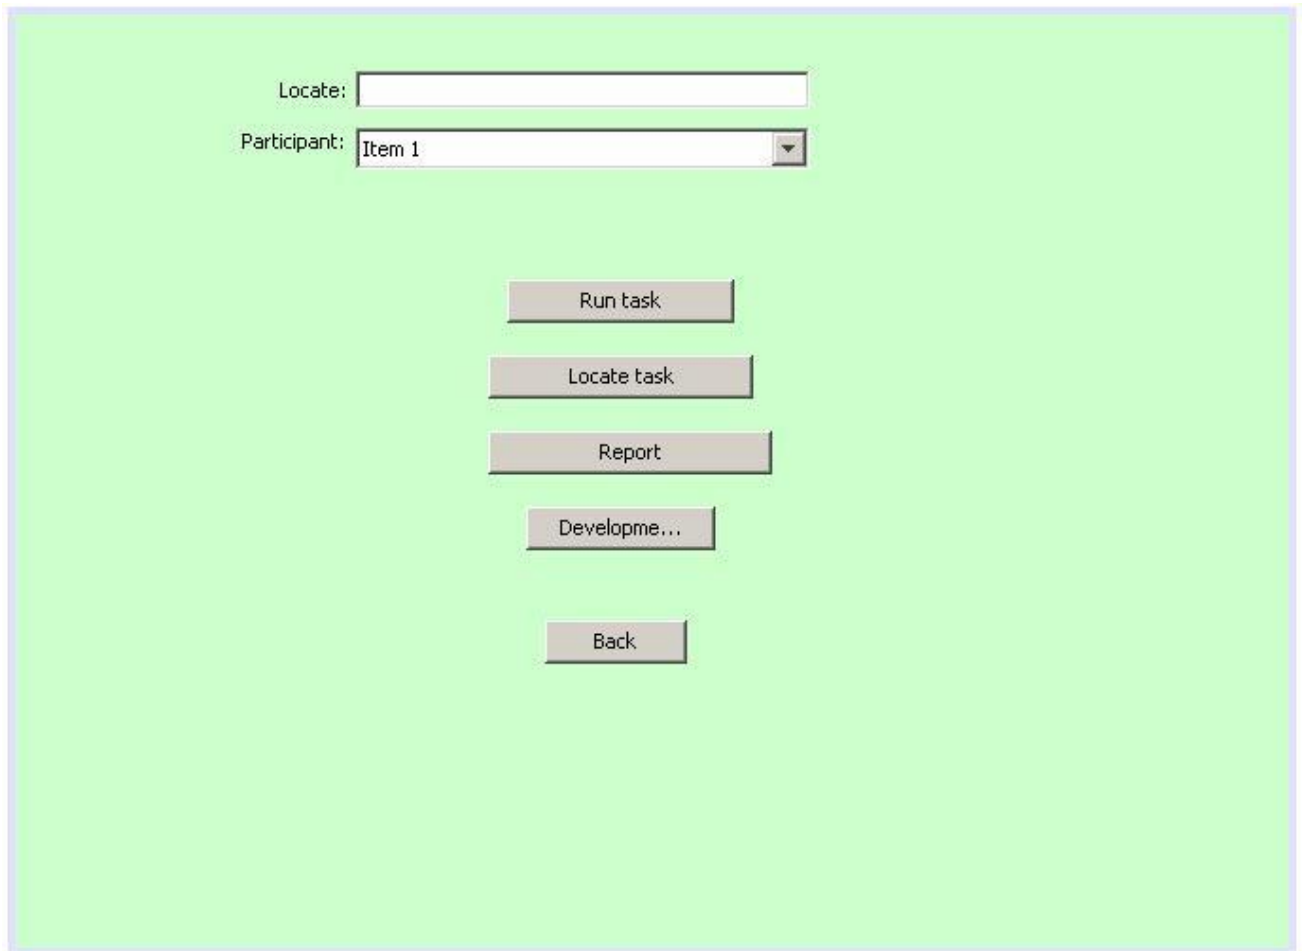 Locate:
Participant: Item 1
Run task
Locate task
Report
Developme...
Back